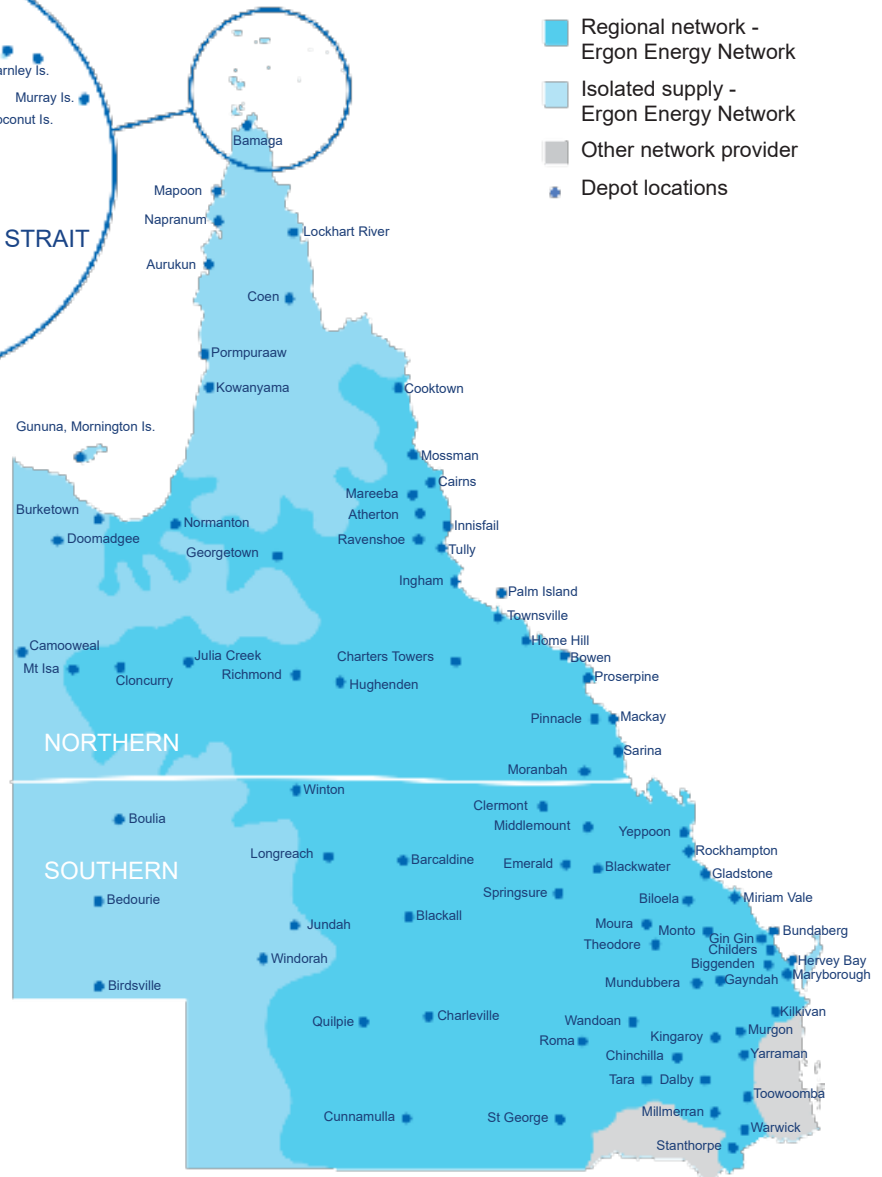 Regional network -
Ergon Energy Network
Isolated supply -
Ergon Energy Network
Other network provider
Depot locations
rnley Is.
Murray Is.
conut Is.
STRAIT
Bamaga
Mapoon
Napranum
Lockhart River
Aurukun
Coen
Pormpuraaw
Kowanyama
Cooktown
Gununa, Mornington Is.
Mossman
Cairns
Mareeba
Burketown
Atherton
Normanton
Innisfail
Doomadgee
Ravenshoe
Georgetown
Tully
Ingham
Palm Island
Townsville
Home Hill
Camooweal
Julia Creek
Charters Towers
Bowen
Mt Isa
Cloncurry
Richmond
Hughenden
Proserpine
Pinnacle
Mackay
NORTHERN
Sarina
Moranbah
Winton
Clermont
Boulia
Middlemount
Yeppoon
Longreach
Barcaldine
Rockhampton
SOUTHERN
Emerald
Blackwater
Gladstone
Springsure
Bedourie
Biloela
Miriam Vale
Blackall
Jundah
Moura
Monto
Bundaberg
Gin Gin
Theodore
Childers
Windorah
Biggenden
Hervey Bay
Maryborough
Birdsville
Mundubbera
Gayndah
Kilkivan
Quilpie
Charleville
Wandoan
Murgon
Roma
Kingaroy
Chinchilla
Yarraman
Tara
Dalby
Toowoomba
Cunnamulla
St George
Millmerran
Warwick
Stanthorpe